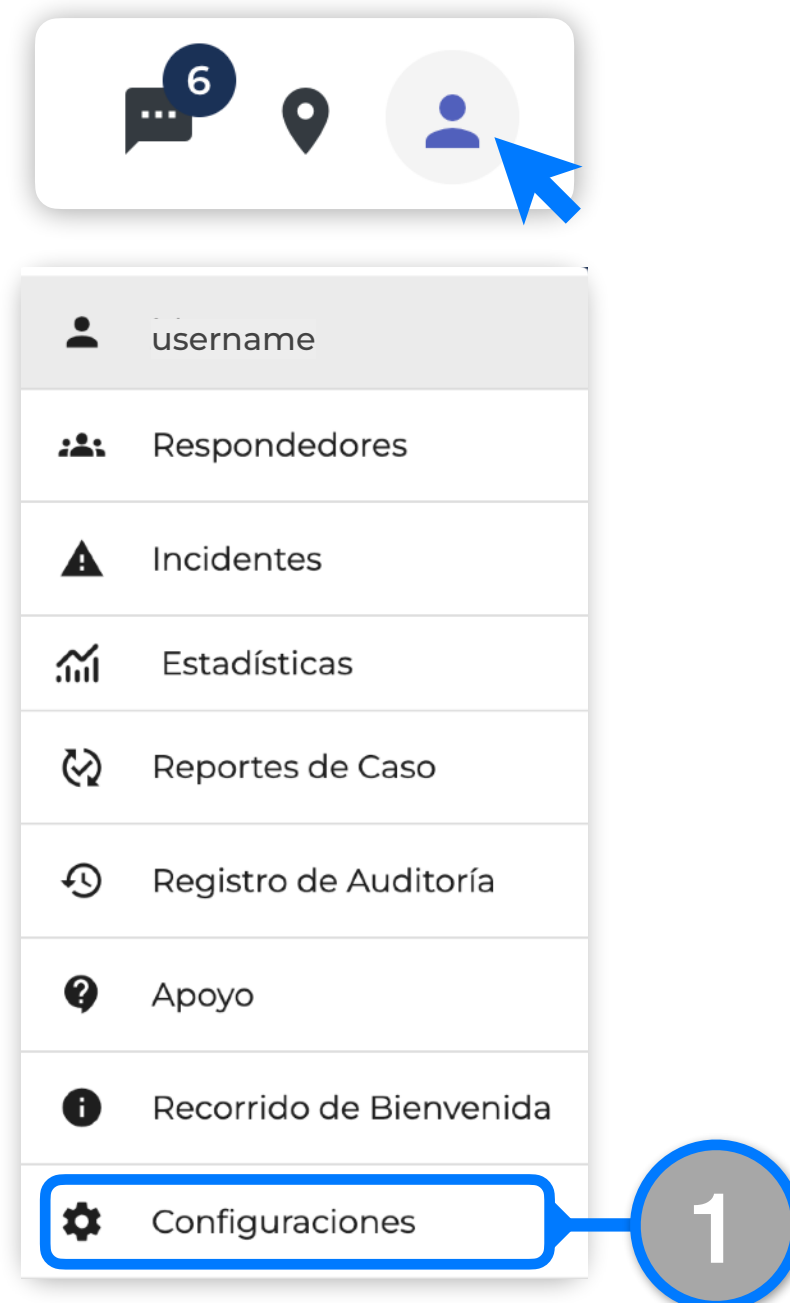 6
username
Respondedores
Incidentes
Estadísticas
Reportes de Caso
Registro de Auditoría
Apoyo
Recorrido de Bienvenida
Configuraciones
1